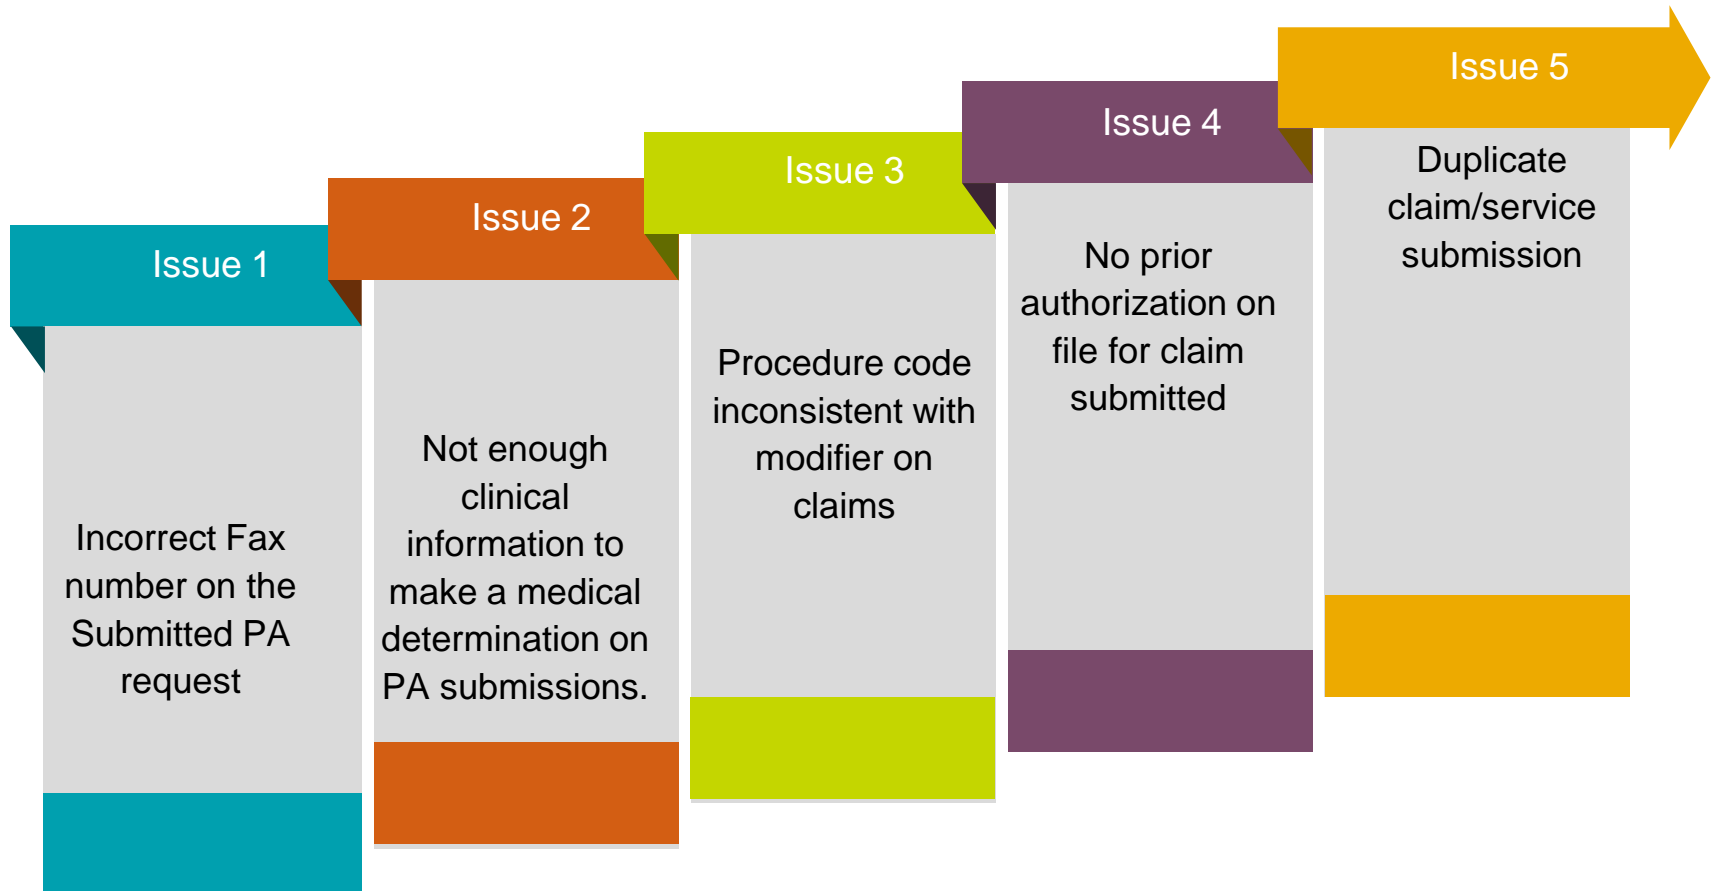 Issue 1
Incorrect Fax
number on the
Submitted PA
request
Issue 2
Not enough
clinical
information to
make a medical
determination on
PA submissions.
Issue 3
Procedure code
inconsistent with
modifier on
claims
Issue 4
No prior
authorization on
file for claim
submitted
Issue 5
Duplicate
claim/service
submission